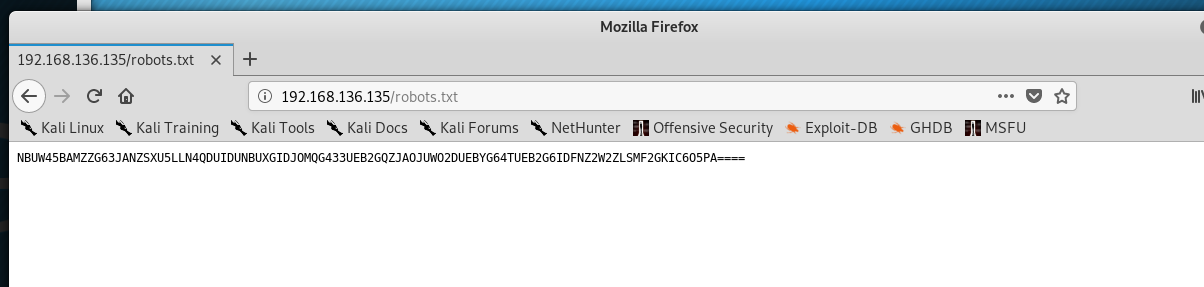 Mozilla Firefox
192.168.136.135/robots.txt
192.168.136.135/robots.txt
Kali Linux Kali Training Kali Tools Kali Docs Kali Forums NetHunter Offensive Security Exploit-DB GHDB MSFU
NBUW45BAMZZG63JANZSXU5LLN4QDUIDUNBUXGIDJOMQG433UEB2GQZJAOJUWO2DUEBYG64TUEB2G6IDFNZ2W2ZLSMF2GKIC6O5PA====